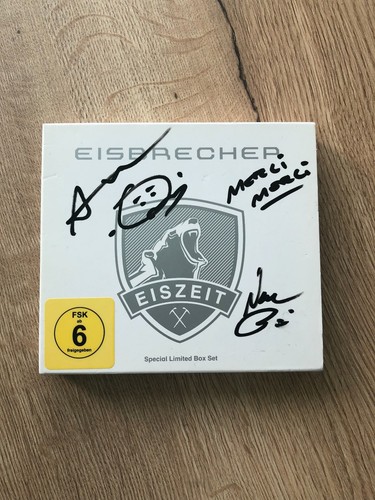 EISBRECHER
MERCI
MERCI
EISZEIT
FSK
ab
6
freigegeben
Special Limited Box Set